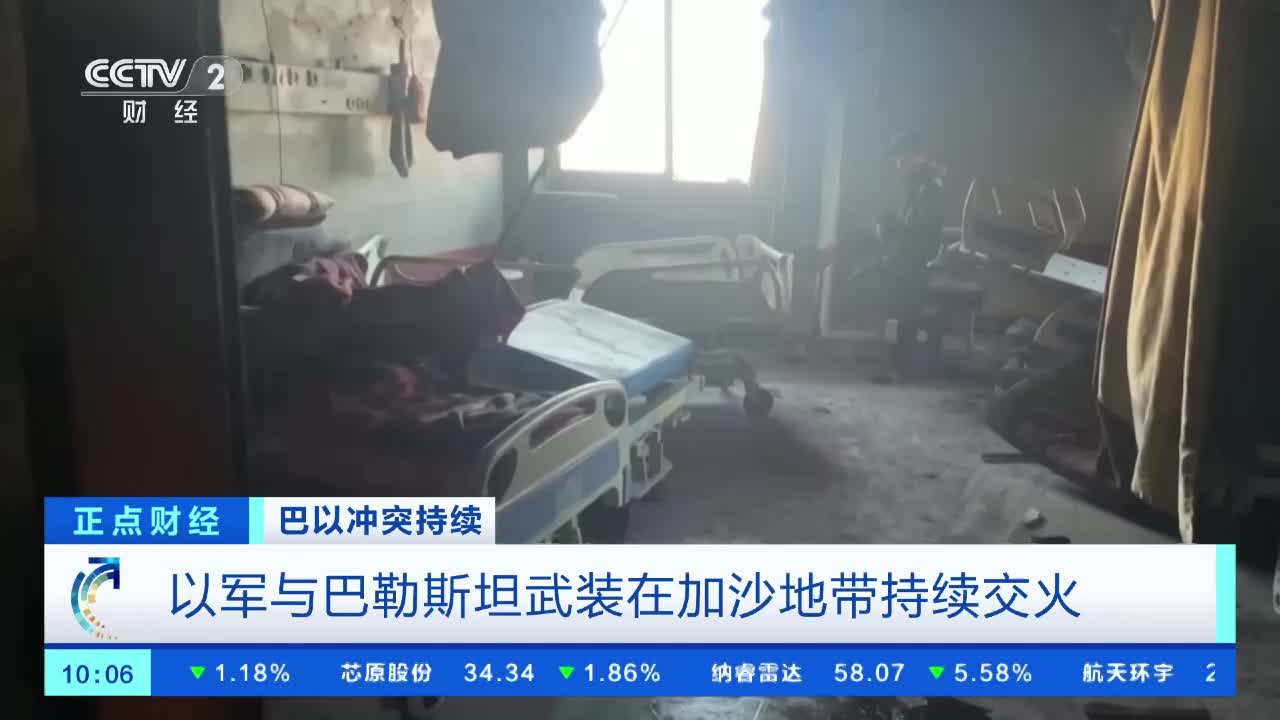 CCTV 2
财经
正点财经 巴以冲突持续
以军与巴勒斯坦武装在加沙地带持续交火
10:06 ▼1.18% 芯原股份 34.34 ▼1.86% 纳睿雷达 58.07 ▼5.58% 航天环宇 2